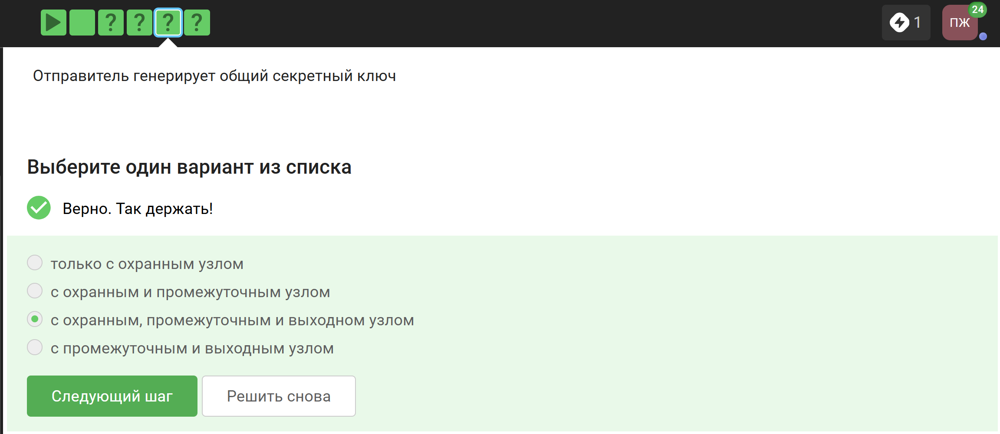 ? ? ? ?
1
ПЖ
24
Отправитель генерирует общий секретный ключ
Выберите один вариант из списка
Верно. Так держать!
только с охранным узлом
с охранным и промежуточным узлом
с охранным, промежуточным и выходном узлом
с промежуточным и выходным узлом
Следующий шаг
Решить снова